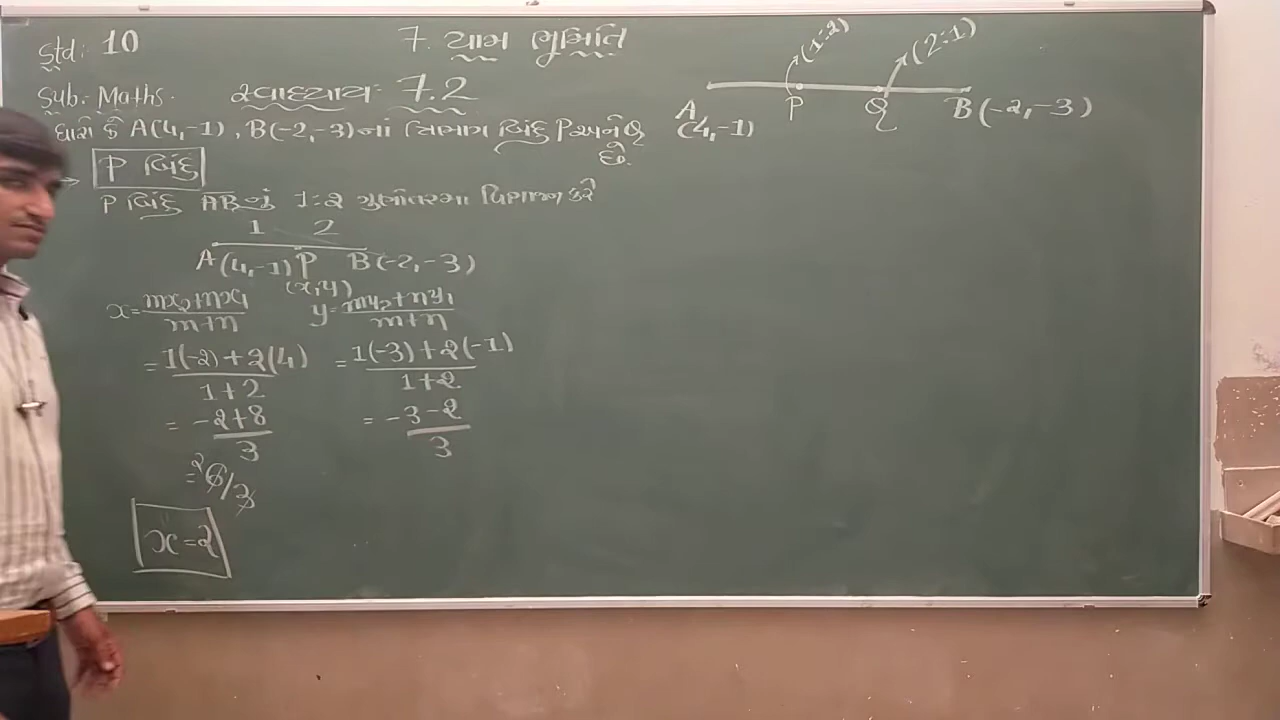 Std: 10
7. યામ ભૂમિતિ
Sub:- Maths.
સ્વાધ્યાય: 7.2
ધારો કે A(4,-1), B(-2,-3)નાં ત્રિભાગ બિંદુ P અને Q છે.
P બિંદુ
P બિંદુ AB નું 1:2 ગુણોતરમા વિભાજન કરે
1 2
A(4,-1) P B(-2,-3)
(x,y)
x = mx₂+nx₁/m+n y = my₂+ny₁/m+n
= 1(-2)+2(4)/1+2 = 1(-3)+2(-1)/1+2
= -2+8/3 = -3-2/3
= 6/3 2
x = 2
(1:2) (2:1)
A P Q B(-2,-3)
(4,-1)